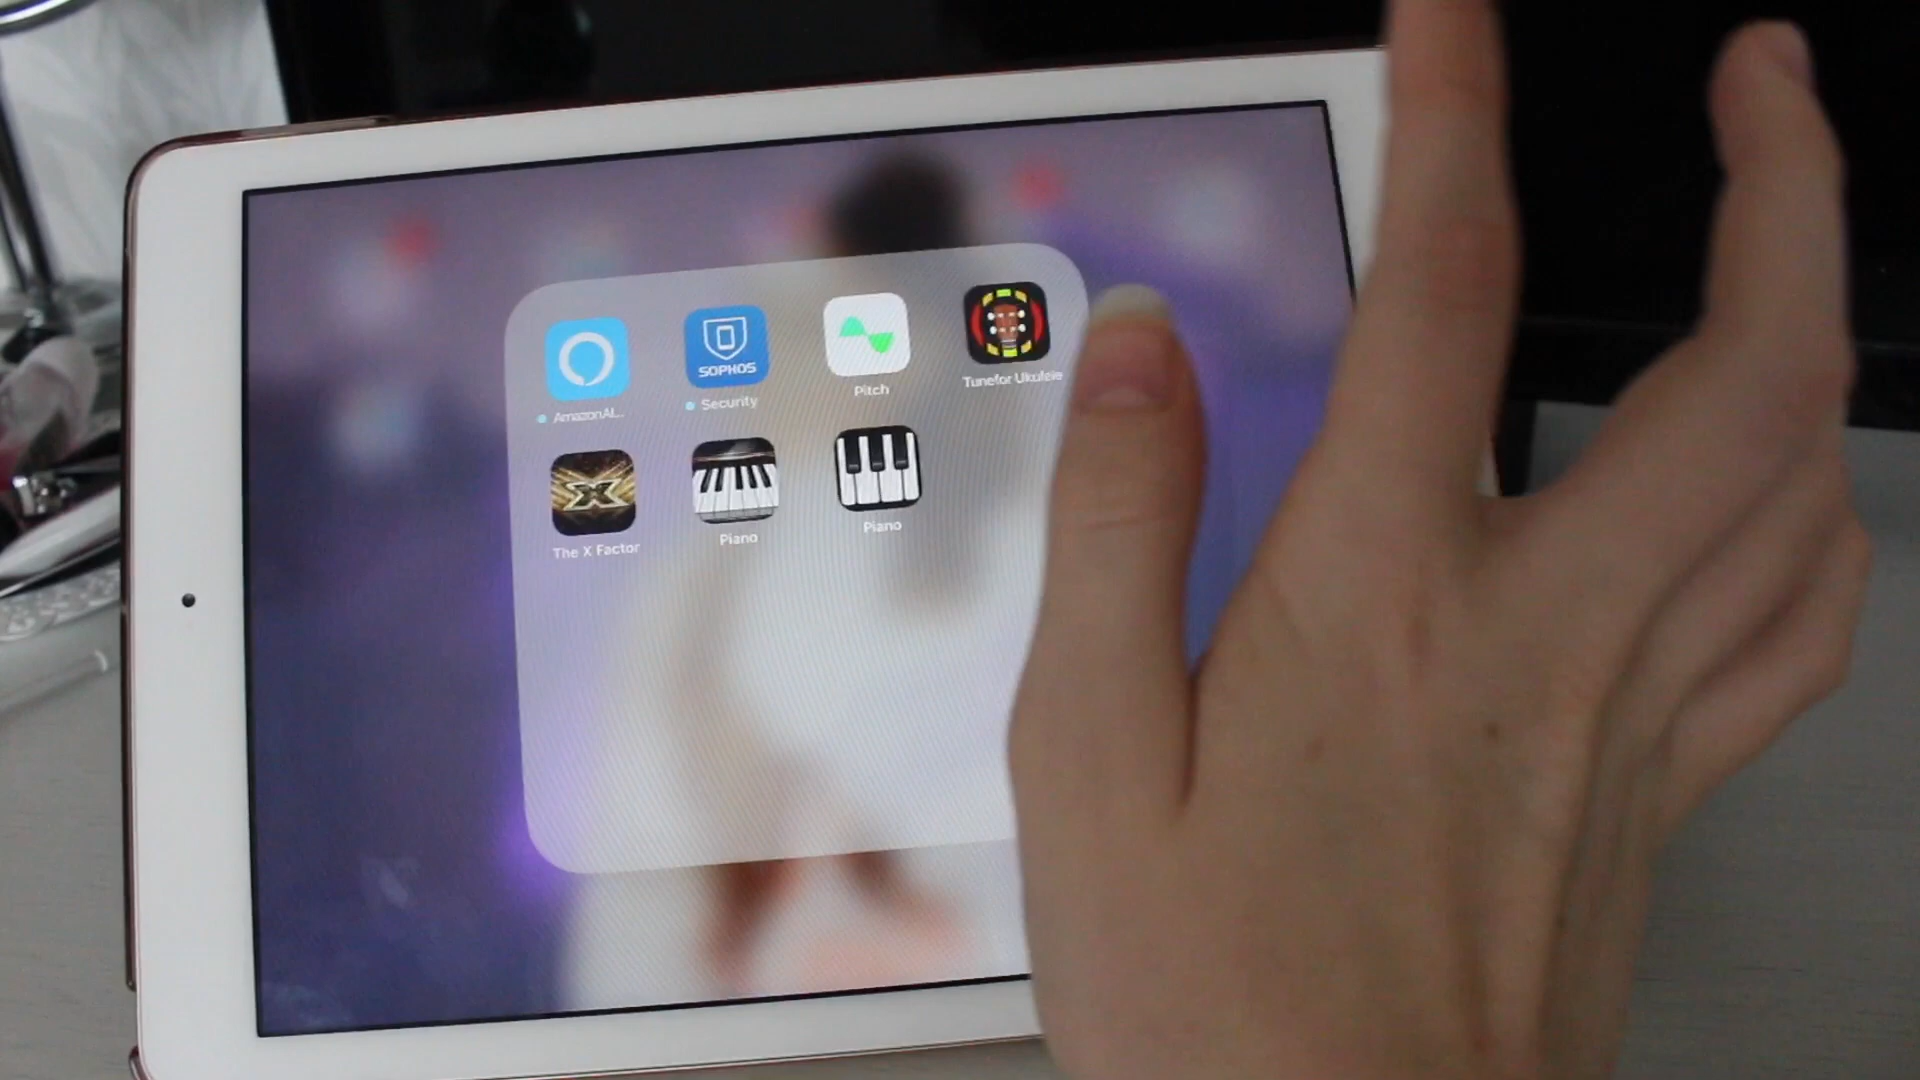 SOPHOS
AmazonAl...
Security
Pitch
Tunefor Ukulele
X
The X Factor
Piano
Piano